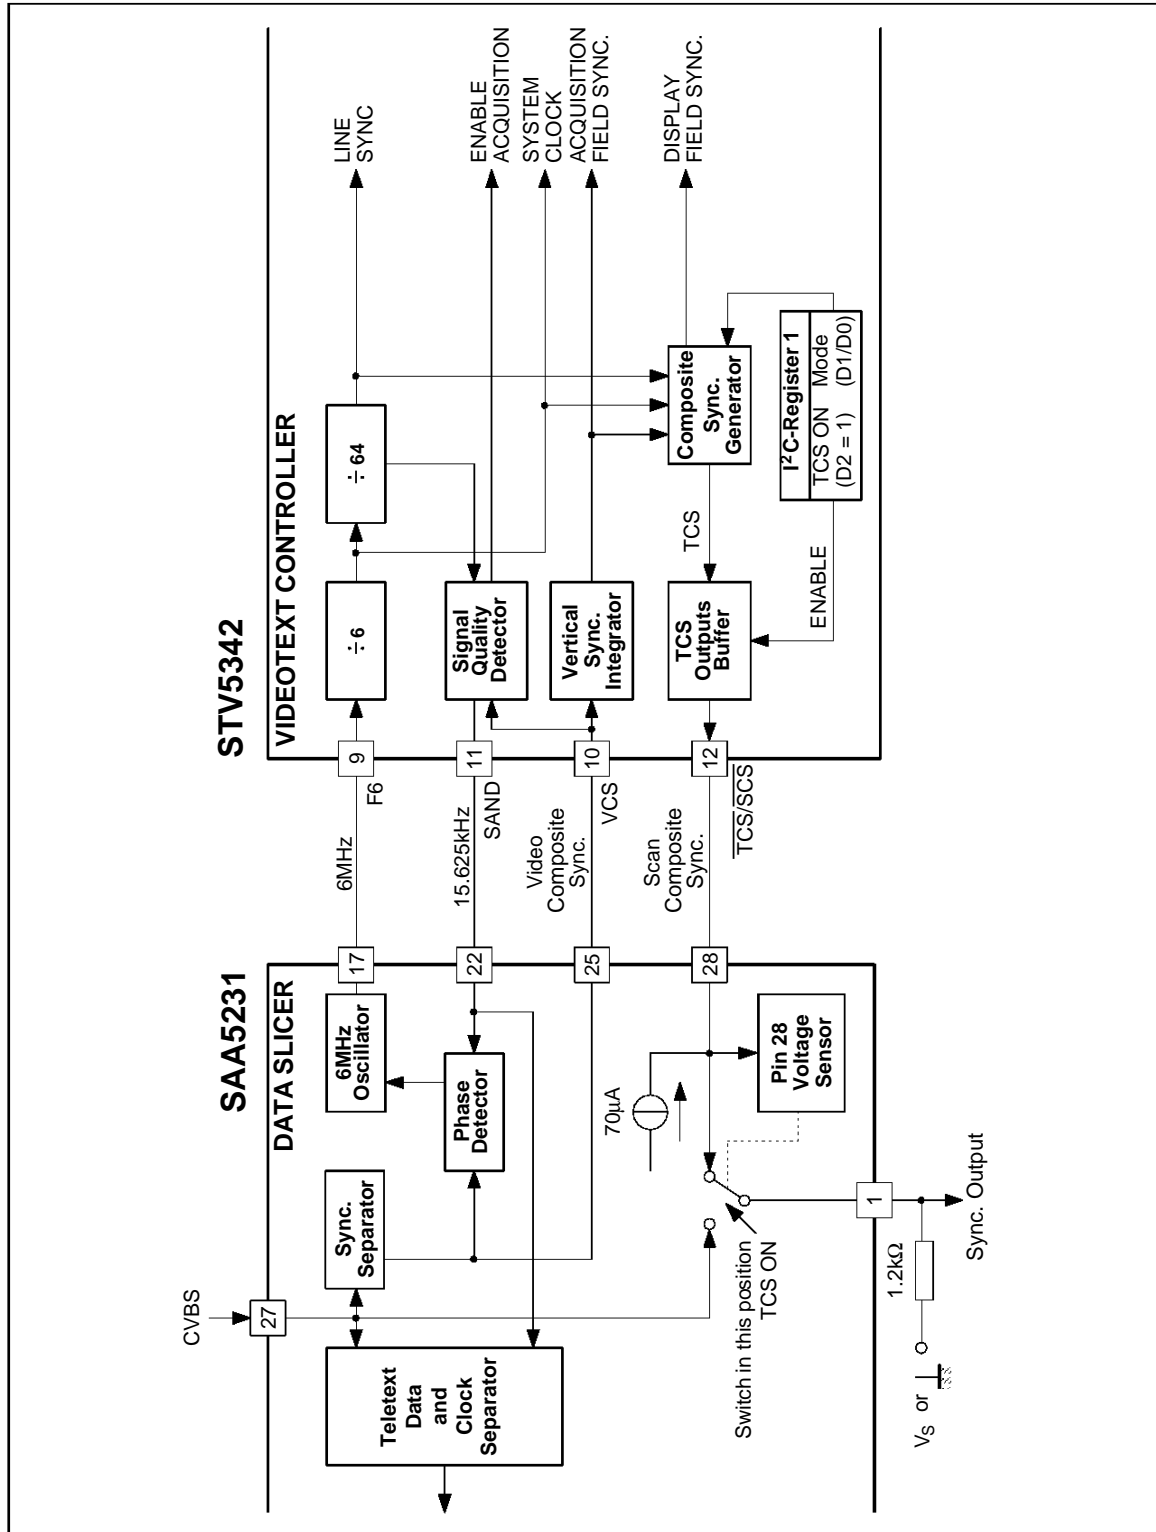 SAA5231
DATA SLICER
CVBS
27
Teletext
Data
and
Clock
Separator
Sync.
Separator
Phase
Detector
6MHz
Oscillator
17
22
25
28
70µA
Pin 28
Voltage
Sensor
Switch in this position
TCS ON
1
Sync. Output
1.2kΩ
VS or
6MHz
15.625kHz
Video
Composite
Sync.
Scan
Composite
Sync.
STV5342
VIDEOTEXT CONTROLLER
9
F6
11
SAND
10
VCS
12
TCS/SCS
÷ 6
÷ 64
Signal
Quality
Detector
Vertical
Sync.
Integrator
TCS
Outputs
Buffer
TCS
Composite
Sync.
Generator
ENABLE
I²C-Register 1
TCS ON Mode
(D2 = 1) (D1/D0)
LINE
SYNC
ENABLE
ACQUISITION
SYSTEM
CLOCK
ACQUISITION
FIELD SYNC.
DISPLAY
FIELD SYNC.